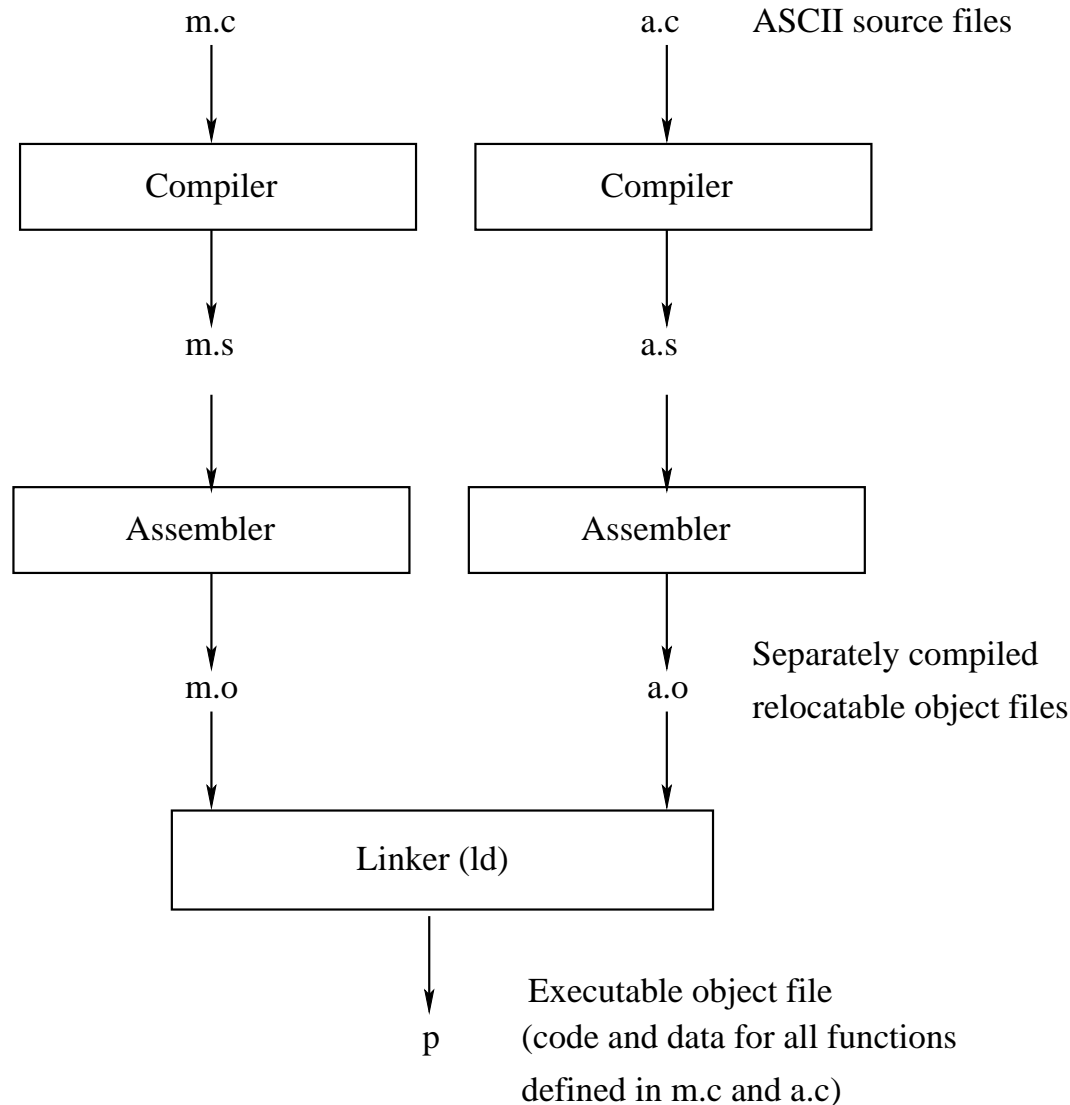 m.c a.c ASCII source files
Compiler Compiler
m.s a.s
Assembler Assembler
Separately compiled
m.o a.o
relocatable object files
Linker (ld)
Executable object file
p (code and data for all functions
defined in m.c and a.c)